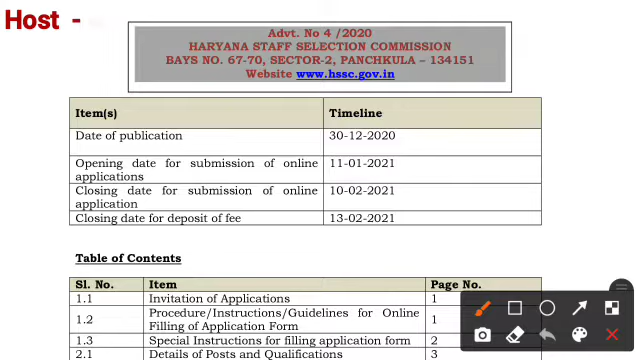 Host -
Advt. No 4 /2020
HARYANA STAFF SELECTION COMMISSION
BAYS NO. 67-70, SECTOR-2, PANCHKULA – 134151
Website www.hssc.gov.in
Item(s) Timeline
Date of publication 30-12-2020
Opening date for submission of online applications 11-01-2021
Closing date for submission of online application 10-02-2021
Closing date for deposit of fee 13-02-2021
Table of Contents
Sl. No. Item Page No.
1.1 Invitation of Applications 1
1.2 Procedure/Instructions/Guidelines for Online Filling of Application Form 1
1.3 Special Instructions for filling application form 2
2.1 Details of Posts and Qualifications 3